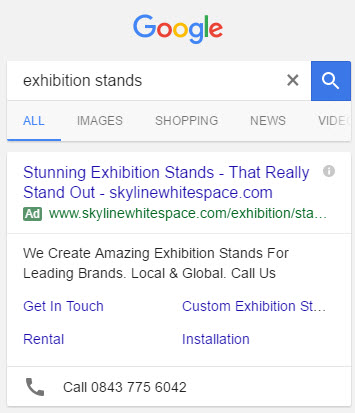 Google
exhibition stands
ALL IMAGES SHOPPING NEWS VIDE
Stunning Exhibition Stands - That Really
Stand Out - skylinewhitespace.com
Ad www.skylinewhitespace.com/exhibition/sta...
We Create Amazing Exhibition Stands For
Leading Brands. Local & Global. Call Us
Get In Touch Custom Exhibition St...
Rental Installation
Call 0843 775 6042